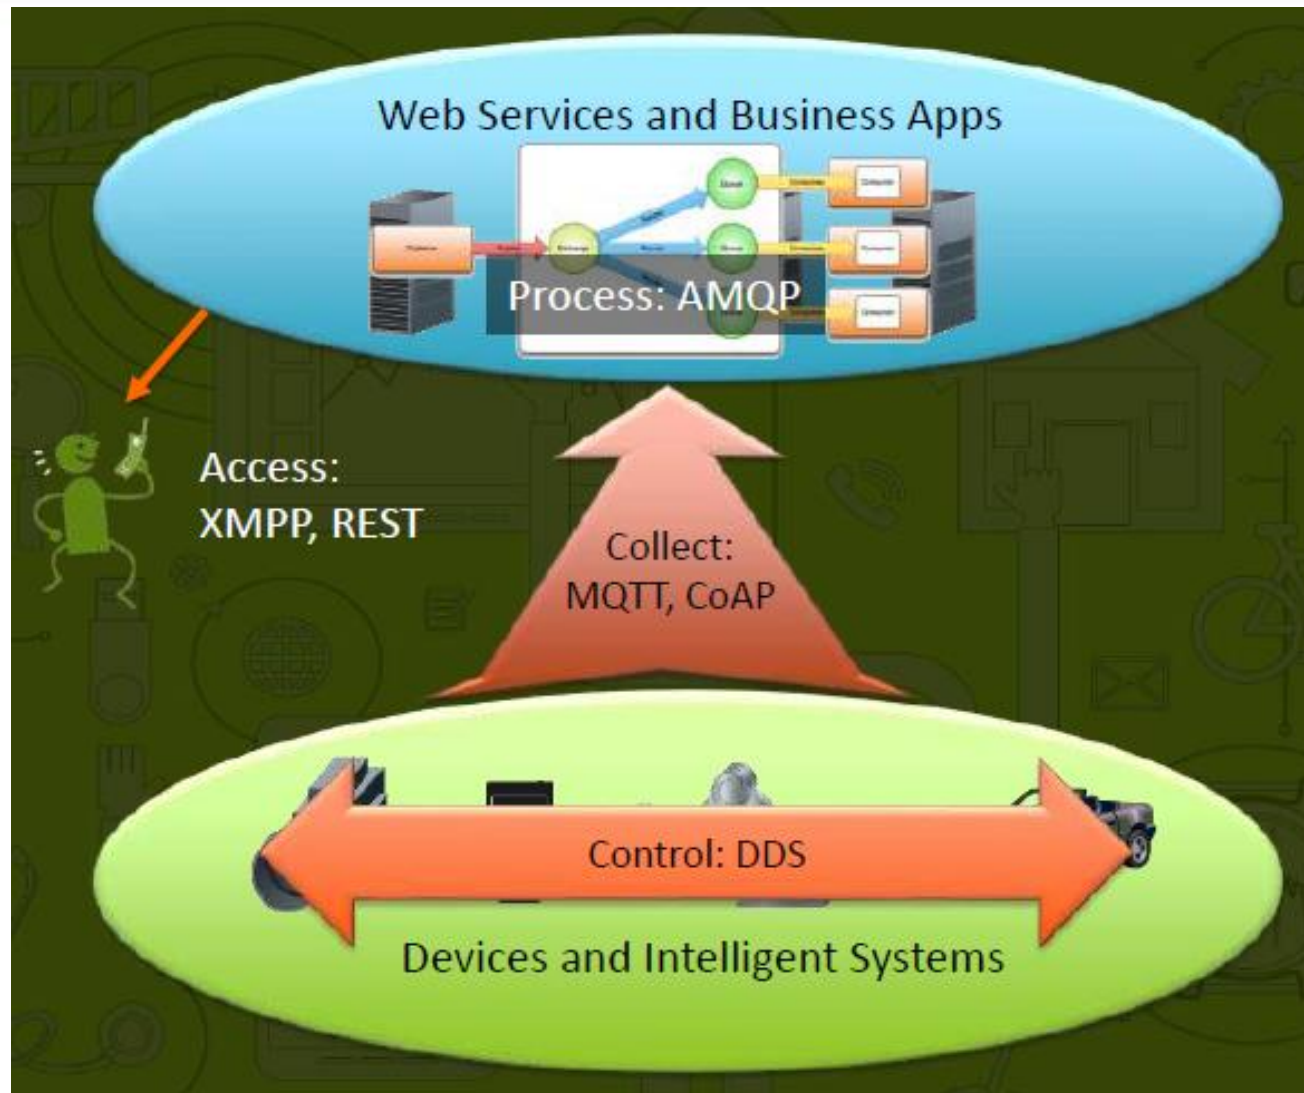 Web Services and Business Apps
Process: AMQP
Access:
XMPP, REST
Collect:
MQTT, CoAP
Control: DDS
Devices and Intelligent Systems